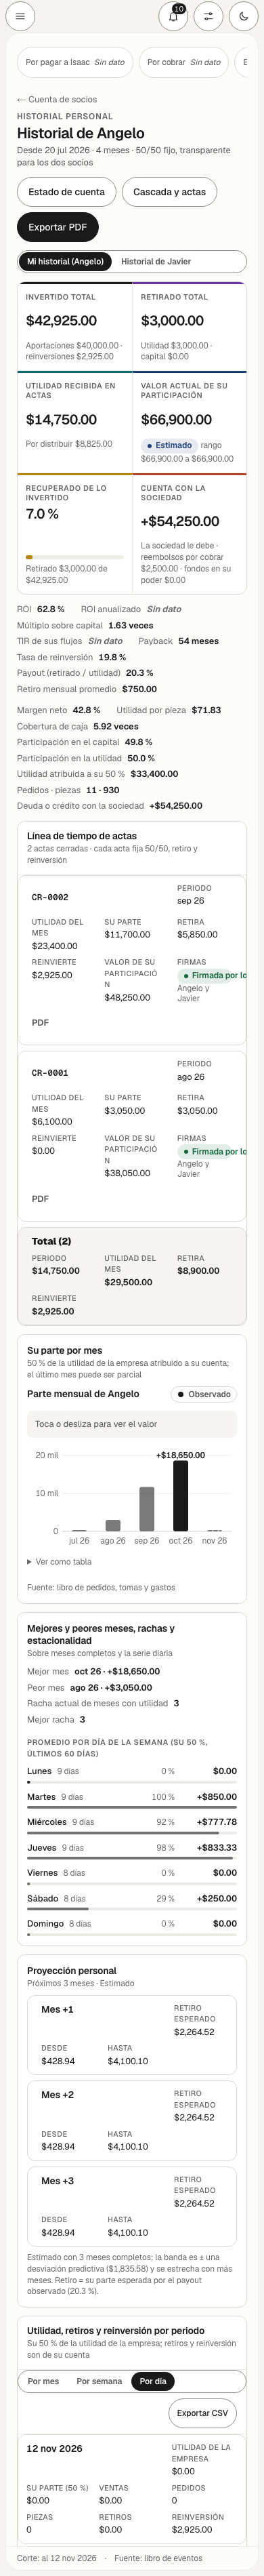 10
Por pagar a Isaac Sin dato
Por cobrar Sin dato
← Cuenta de socios
HISTORIAL PERSONAL
Historial de Angelo
Desde 20 jul 2026 · 4 meses · 50/50 fijo, transparente
para los dos socios
Estado de cuenta
Cascada y actas
Exportar PDF
Mi historial (Angelo)
Historial de Javier
INVERTIDO TOTAL
$42,925.00
Aportaciones $40,000.00 ·
reinversiones $2,925.00
RETIRADO TOTAL
$3,000.00
Utilidad $3,000.00 ·
capital $0.00
UTILIDAD RECIBIDA EN
ACTAS
$14,750.00
Por distribuir $8,825.00
VALOR ACTUAL DE SU
PARTICIPACIÓN
$66,900.00
Estimado rango
$66,900.00 a $66,900.00
RECUPERADO DE LO
INVERTIDO
7.0 %
Retirado $3,000.00 de
$42,925.00
CUENTA CON LA
SOCIEDAD
+$54,250.00
La sociedad le debe ·
reembolsos por cobrar
$2,500.00 · fondos en su
poder $0.00
ROI 62.8 % ROI anualizado Sin dato
Múltiplo sobre capital 1.63 veces
TIR de sus flujos Sin dato Payback 54 meses
Tasa de reinversión 19.8 %
Payout (retirado / utilidad) 20.3 %
Retiro mensual promedio $750.00
Margen neto 42.8 % Utilidad por pieza $71.83
Cobertura de caja 5.92 veces
Participación en el capital 49.8 %
Participación en la utilidad 50.0 %
Utilidad atribuida a su 50 % $33,400.00
Pedidos · piezas 11 · 930
Deuda o crédito con la sociedad +$54,250.00
Línea de tiempo de actas
2 actas cerradas · cada acta fija 50/50, retiro y
reinversión
CR-0002
PERIODO
sep 26
UTILIDAD DEL
MES
$23,400.00
SU PARTE
$11,700.00
RETIRA
$5,850.00
REINVIERTE
$2,925.00
VALOR DE SU
PARTICIPACIÓ
N
$48,250.00
FIRMAS
Firmada por lo
Angelo y
Javier
PDF
CR-0001
PERIODO
ago 26
UTILIDAD DEL
MES
$6,100.00
SU PARTE
$3,050.00
RETIRA
$3,050.00
REINVIERTE
$0.00
VALOR DE SU
PARTICIPACIÓ
N
$38,050.00
FIRMAS
Firmada por lo
Angelo y
Javier
PDF
Total (2)
PERIODO
$14,750.00
UTILIDAD DEL
MES
$29,500.00
RETIRA
$8,900.00
REINVIERTE
$2,925.00
Su parte por mes
50 % de la utilidad de la empresa atribuido a su cuenta;
el último mes puede ser parcial
Parte mensual de Angelo
Observado
Toca o desliza para ver el valor
20 mil
10 mil
0
+$18,650.00
jul 26 ago 26 sep 26 oct 26 nov 26
▶ Ver como tabla
Fuente: libro de pedidos, tomas y gastos
Mejores y peores meses, rachas y
estacionalidad
Sobre meses completos y la serie diaria
Mejor mes oct 26 · +$18,650.00
Peor mes ago 26 · +$3,050.00
Racha actual de meses con utilidad 3
Mejor racha 3
PROMEDIO POR DÍA DE LA SEMANA (SU 50 %,
ÚLTIMOS 60 DÍAS)
Lunes 9 días 0 % $0.00
Martes 9 días 100 % +$850.00
Miércoles 9 días 92 % +$777.78
Jueves 9 días 98 % +$833.33
Viernes 8 días 0 % $0.00
Sábado 8 días 29 % +$250.00
Domingo 8 días 0 % $0.00
Proyección personal
Próximos 3 meses · Estimado
Mes +1
RETIRO
ESPERADO
$2,264.52
DESDE
$428.94
HASTA
$4,100.10
Mes +2
RETIRO
ESPERADO
$2,264.52
DESDE
$428.94
HASTA
$4,100.10
Mes +3
RETIRO
ESPERADO
$2,264.52
DESDE
$428.94
HASTA
$4,100.10
Estimado con 3 meses completos; la banda es ± una
desviación predictiva ($1,835.58) y se estrecha con más
meses. Retiro = su parte esperada por el payout
observado (20.3 %).
Utilidad, retiros y reinversión por periodo
Su 50 % de la utilidad de la empresa; retiros y reinversión
son de su cuenta
Por mes
Por semana
Por día
Exportar CSV
12 nov 2026
UTILIDAD DE LA
EMPRESA
$0.00
SU PARTE (50 %)
$0.00
VENTAS
$0.00
PEDIDOS
0
PIEZAS
0
RETIROS
$0.00
REINVERSIÓN
$2,925.00
Corte: al 12 nov 2026 · Fuente: libro de eventos